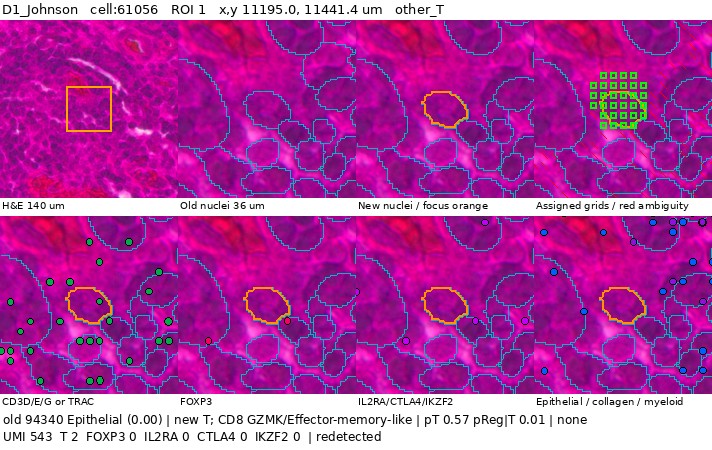 D1_Johnson cell:61056 ROI 1 x,y 11195.0, 11441.4 um other_T
H&E 140 um
Old nuclei 36 um
New nuclei / focus orange
Assigned grids / red ambiguity
CD3D/E/G or TRAC
FOXP3
IL2RA/CTLA4/IKZF2
Epithelial / collagen / myeloid
old 94340 Epithelial (0.00) | new T; CD8 GZMK/Effector-memory-like | pT 0.57 pReg|T 0.01 | none
UMI 543 T 2 FOXP3 0 IL2RA 0 CTLA4 0 IKZF2 0 | redetected